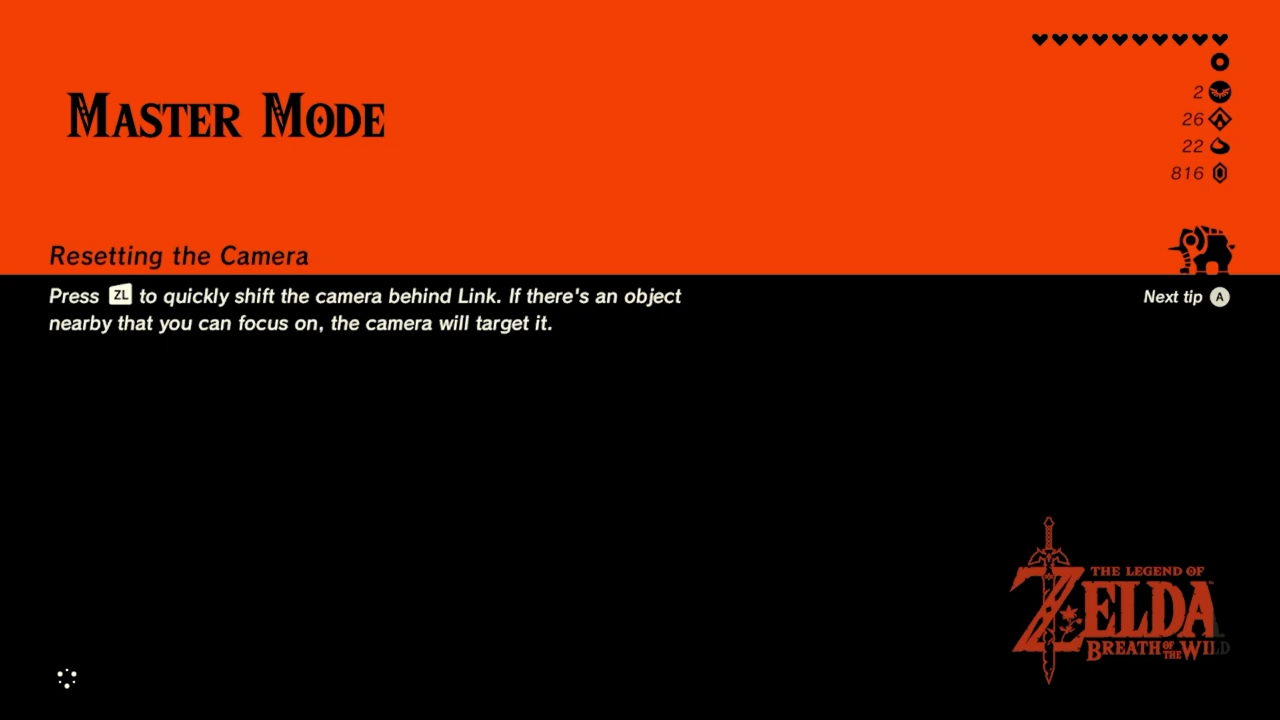 Master Mode
2
26
22
816
Resetting the Camera
Press ZL to quickly shift the camera behind Link. If there's an object
nearby that you can focus on, the camera will target it.
Next tip A
THE LEGEND OF
ZELDA
BREATH OF THE WILD